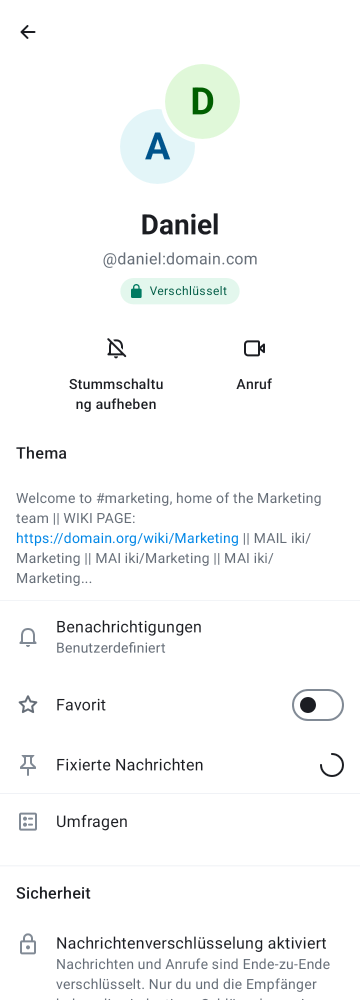 D
A
Daniel
@daniel:domain.com
Verschlüsselt
Stummschaltu
ng aufheben
Anruf
Thema
Welcome to #marketing, home of the Marketing
team || WIKI PAGE:
https://domain.org/wiki/Marketing || MAIL iki/
Marketing || MAI iki/Marketing || MAI iki/
Marketing...
Benachrichtigungen
Benutzerdefiniert
Favorit
Fixierte Nachrichten
Umfragen
Sicherheit
Nachrichtenverschlüsselung aktiviert
Nachrichten und Anrufe sind Ende-zu-Ende
verschlüsselt. Nur du und die Empfänger